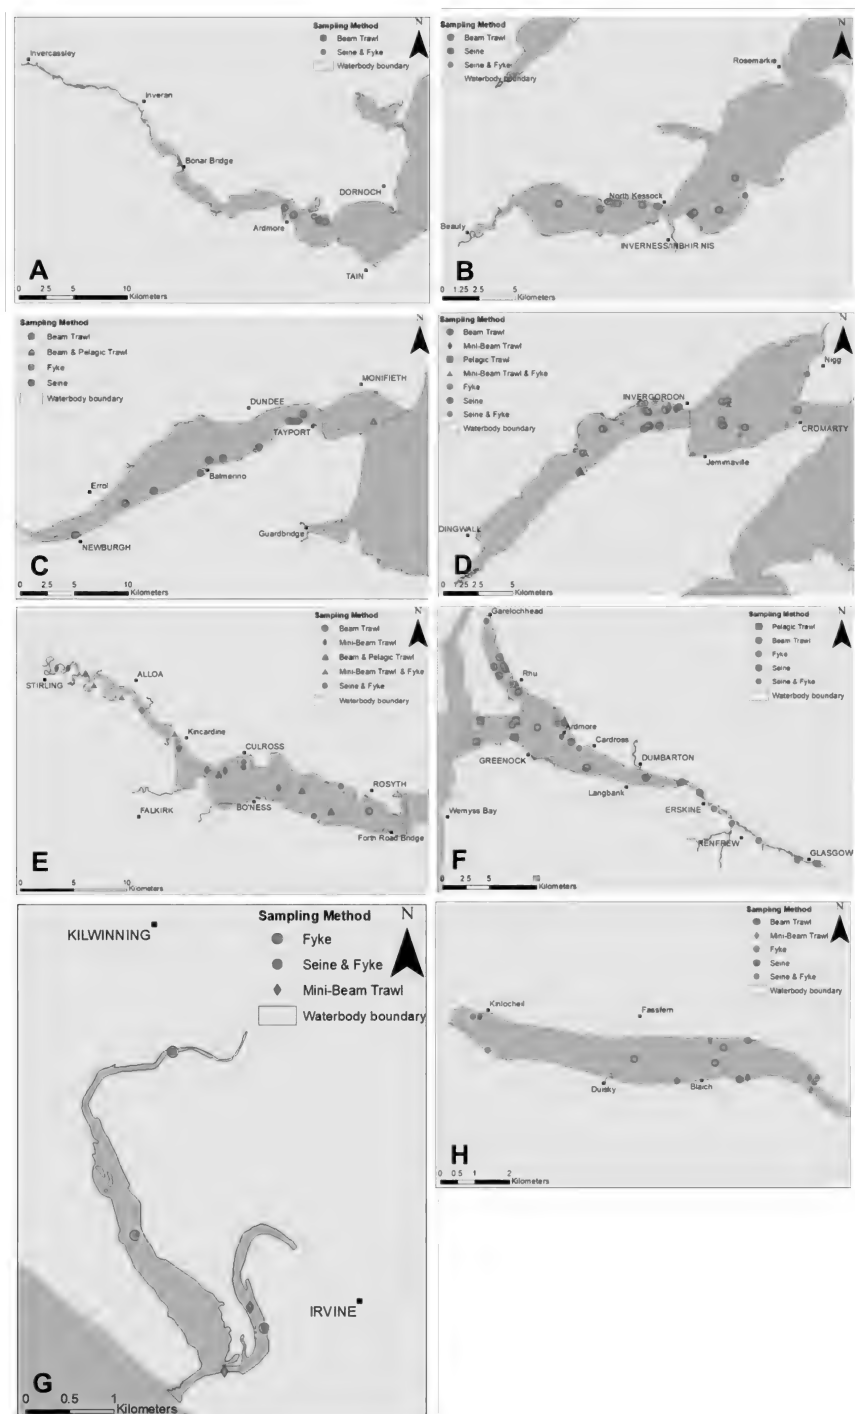 Sampling Method
Beam Trawl
Seine & Fyke
Waterbody boundary
N
Invercassley
Inveran
Bonar Bridge
DORNOCH
Ardmore
TAIN
A
0 2.5 5 10
Kilometers
Sampling Method
Beam Trawl
Seine
Seine & Fyke
Waterbody boundary
N
Rosemarkie
North Kessock
Beauly
INVERNESS/INBHIR NIS
B
0 1.25 2.5 5
Kilometers
Sampling Method
Beam Trawl
Beam & Pelagic Trawl
Fyke
Seine
Waterbody boundary
N
MONIFIETH
DUNDEE
TAYPORT
Errol
Balmerino
Guardbridge
NEWBURGH
C
0 2.5 5 10
Kilometers
Sampling Method
Beam Trawl
Mini-Beam Trawl
Pelagic Trawl
Mini-Beam Trawl & Fyke
Fyke
Seine
Seine & Fyke
Waterbody boundary
N
Nigg
INVERGORDON
CROMARTY
Jemimaville
DINGWALL
D
0 1.25 2.5 5
Kilometers
Sampling Method
Beam Trawl
Mini-Beam Trawl
Beam & Pelagic Trawl
Mini-Beam Trawl & Fyke
Seine & Fyke
Waterbody boundary
N
STIRLING
ALLOA
Kincardine
CULROSS
ROSYTH
FALKIRK
BO'NESS
Forth Road Bridge
E
0 2.5 5 10
Kilometers
Sampling Method
Pelagic Trawl
Beam Trawl
Fyke
Seine
Seine & Fyke
Waterbody boundary
N
Garelochhead
Rhu
Ardmore
Cardross
GREENOCK
DUMBARTON
Langbank
ERSKINE
Wemyss Bay
RENFREW
GLASGOW
F
0 2.5 5 10
Kilometers
Sampling Method
Fyke
Seine & Fyke
Mini-Beam Trawl
Waterbody boundary
N
KILWINNING
IRVINE
G
0 0.5 1
Kilometers
Sampling Method
Beam Trawl
Mini-Beam Trawl
Fyke
Seine
Seine & Fyke
Waterbody boundary
N
Kinlocheil
Fassfern
Duisky
Blaich
H
0 0.5 1 2
Kilometers